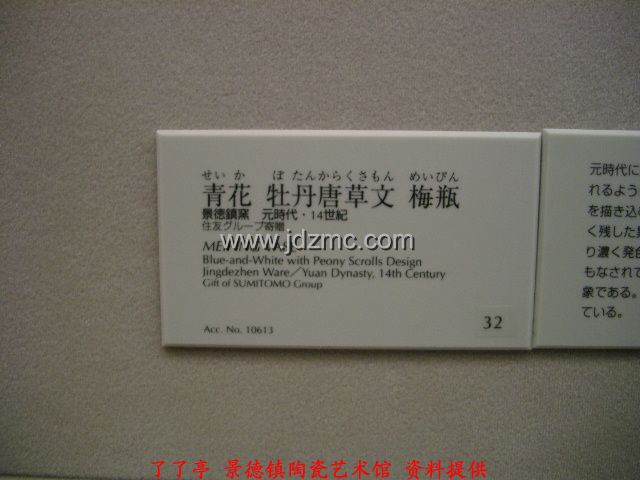 せいか ぼたんからくさもん めいぴん
青花 牡丹唐草文 梅瓶
景徳鎮窯 元時代・14世紀
住友グループ寄贈
www.jdzmc.com
Blue-and-White with Peony Scrolls Design
Jingdezhen Ware／Yuan Dynasty, 14th Century
Gift of SUMITOMO Group
Acc. No. 10613
32
元時代に
れるよう
を描き込
く残した
り濃く発色
もなされて
象である。
ている。
了了亭 景德镇陶瓷艺术馆 资料提供